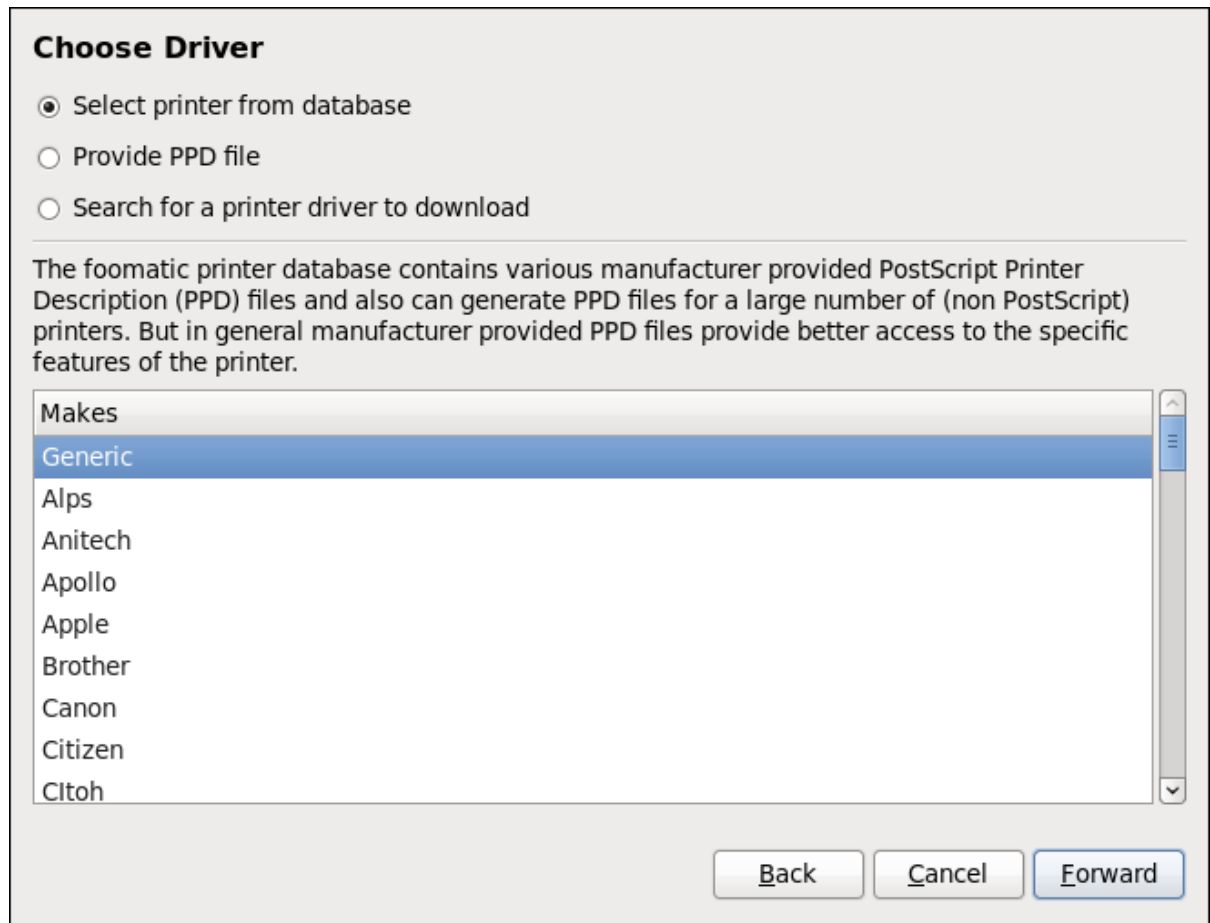 Choose Driver
Select printer from database
Provide PPD file
Search for a printer driver to download
The foomatic printer database contains various manufacturer provided PostScript Printer
Description (PPD) files and also can generate PPD files for a large number of (non PostScript)
printers. But in general manufacturer provided PPD files provide better access to the specific
features of the printer.
Makes
Generic
Alps
Anitech
Apollo
Apple
Brother
Canon
Citizen
CItoh
Back Cancel Forward